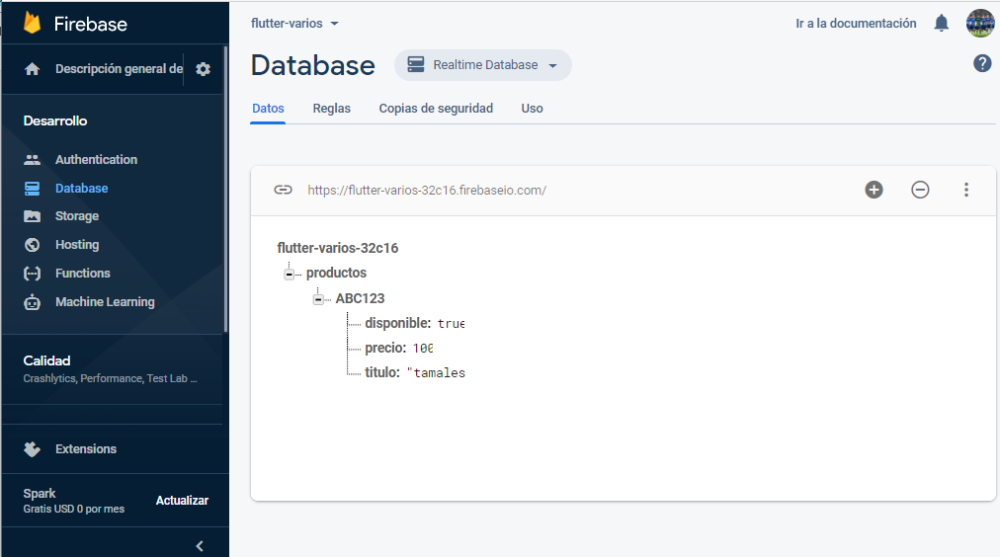 Firebase
Descripción general de
Desarrollo
Authentication
Database
Storage
Hosting
Functions
Machine Learning
Calidad
Crashlytics, Performance, Test Lab ...
Extensions
Spark
Gratis USD 0 por mes
Actualizar
flutter-varios
Ir a la documentación
Database
Realtime Database
Datos
Reglas
Copias de seguridad
Uso
https://flutter-varios-32c16.firebaseio.com/
flutter-varios-32c16
productos
ABC123
disponible: true
precio: 100
titulo: "tamales